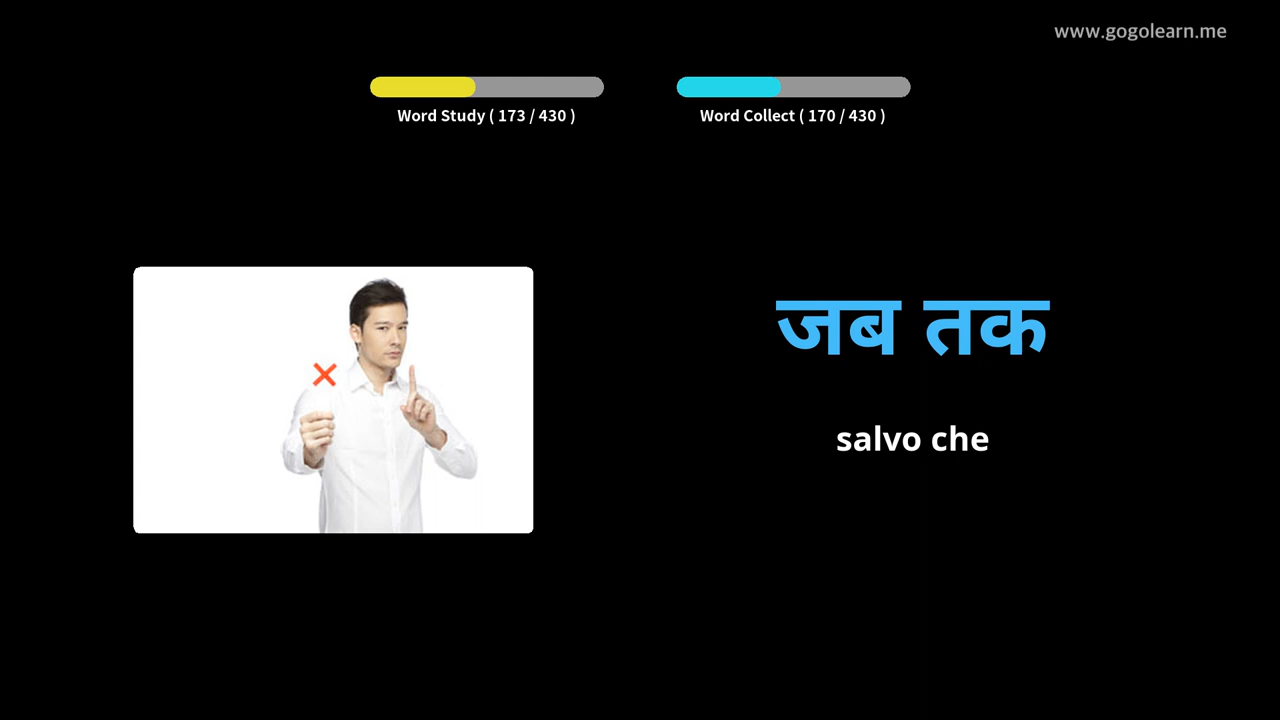 www.gogolearn.me
Word Study ( 173 / 430 )
Word Collect ( 170 / 430 )
जब तक
salvo che